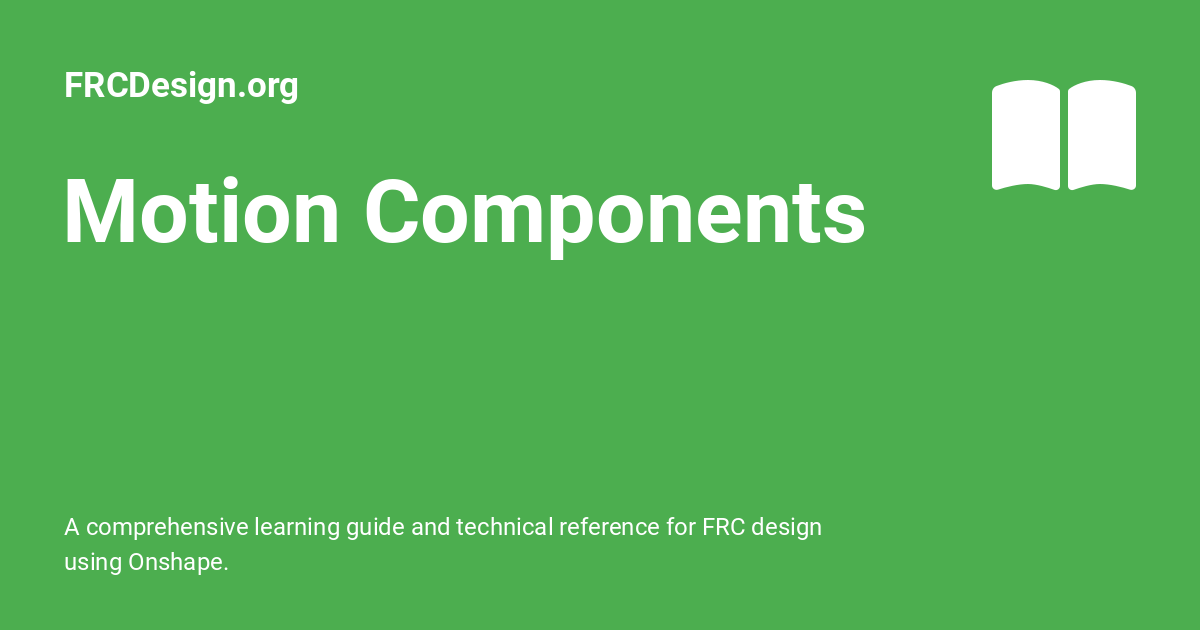 FRCDesign.org
Motion Components
A comprehensive learning guide and technical reference for FRC design
using Onshape.